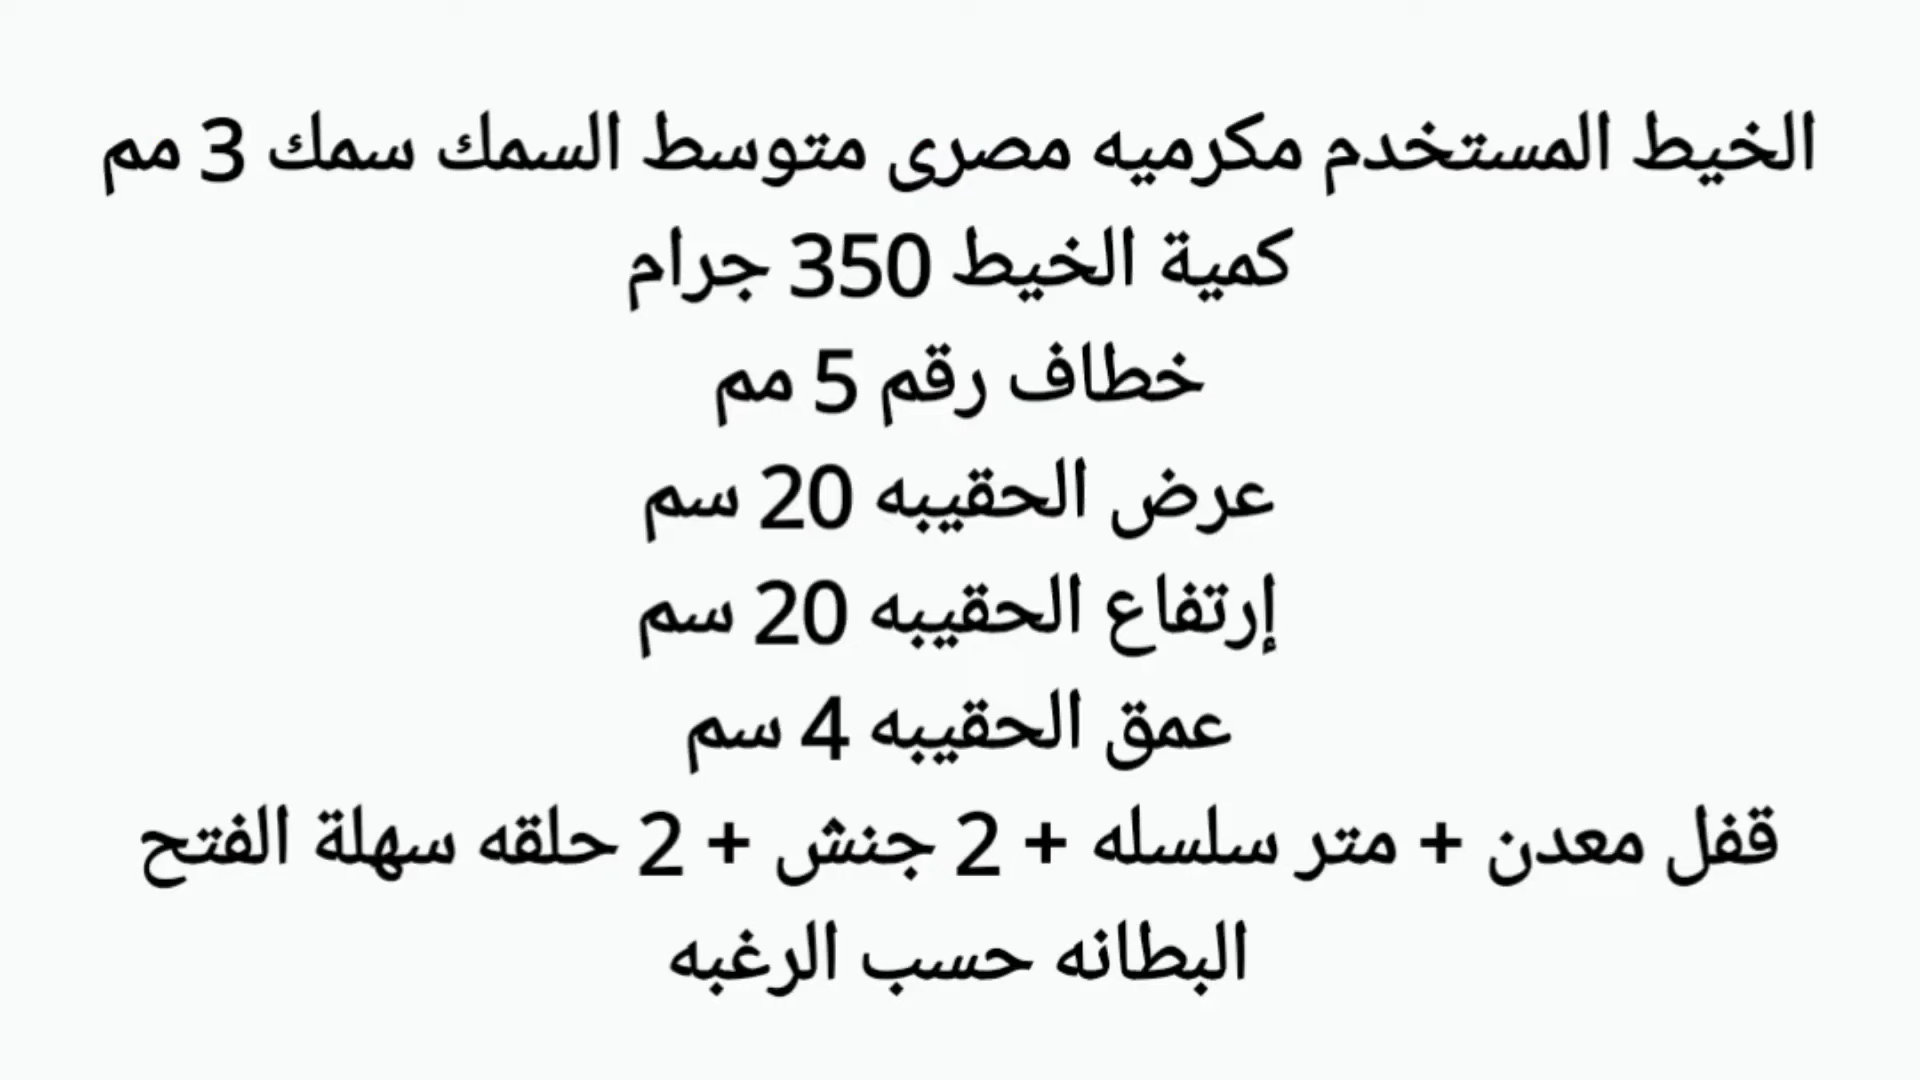 الخيط المستخدم مكرميه مصرى متوسط السمك سمك 3 مم
كمية الخيط 350 جرام
خطاف رقم 5 مم
عرض الحقيبه 20 سم
إرتفاع الحقيبه 20 سم
عمق الحقيبه 4 سم
قفل معدن + متر سلسله + 2 جنش + 2 حلقه سهلة الفتح
البطانه حسب الرغبه